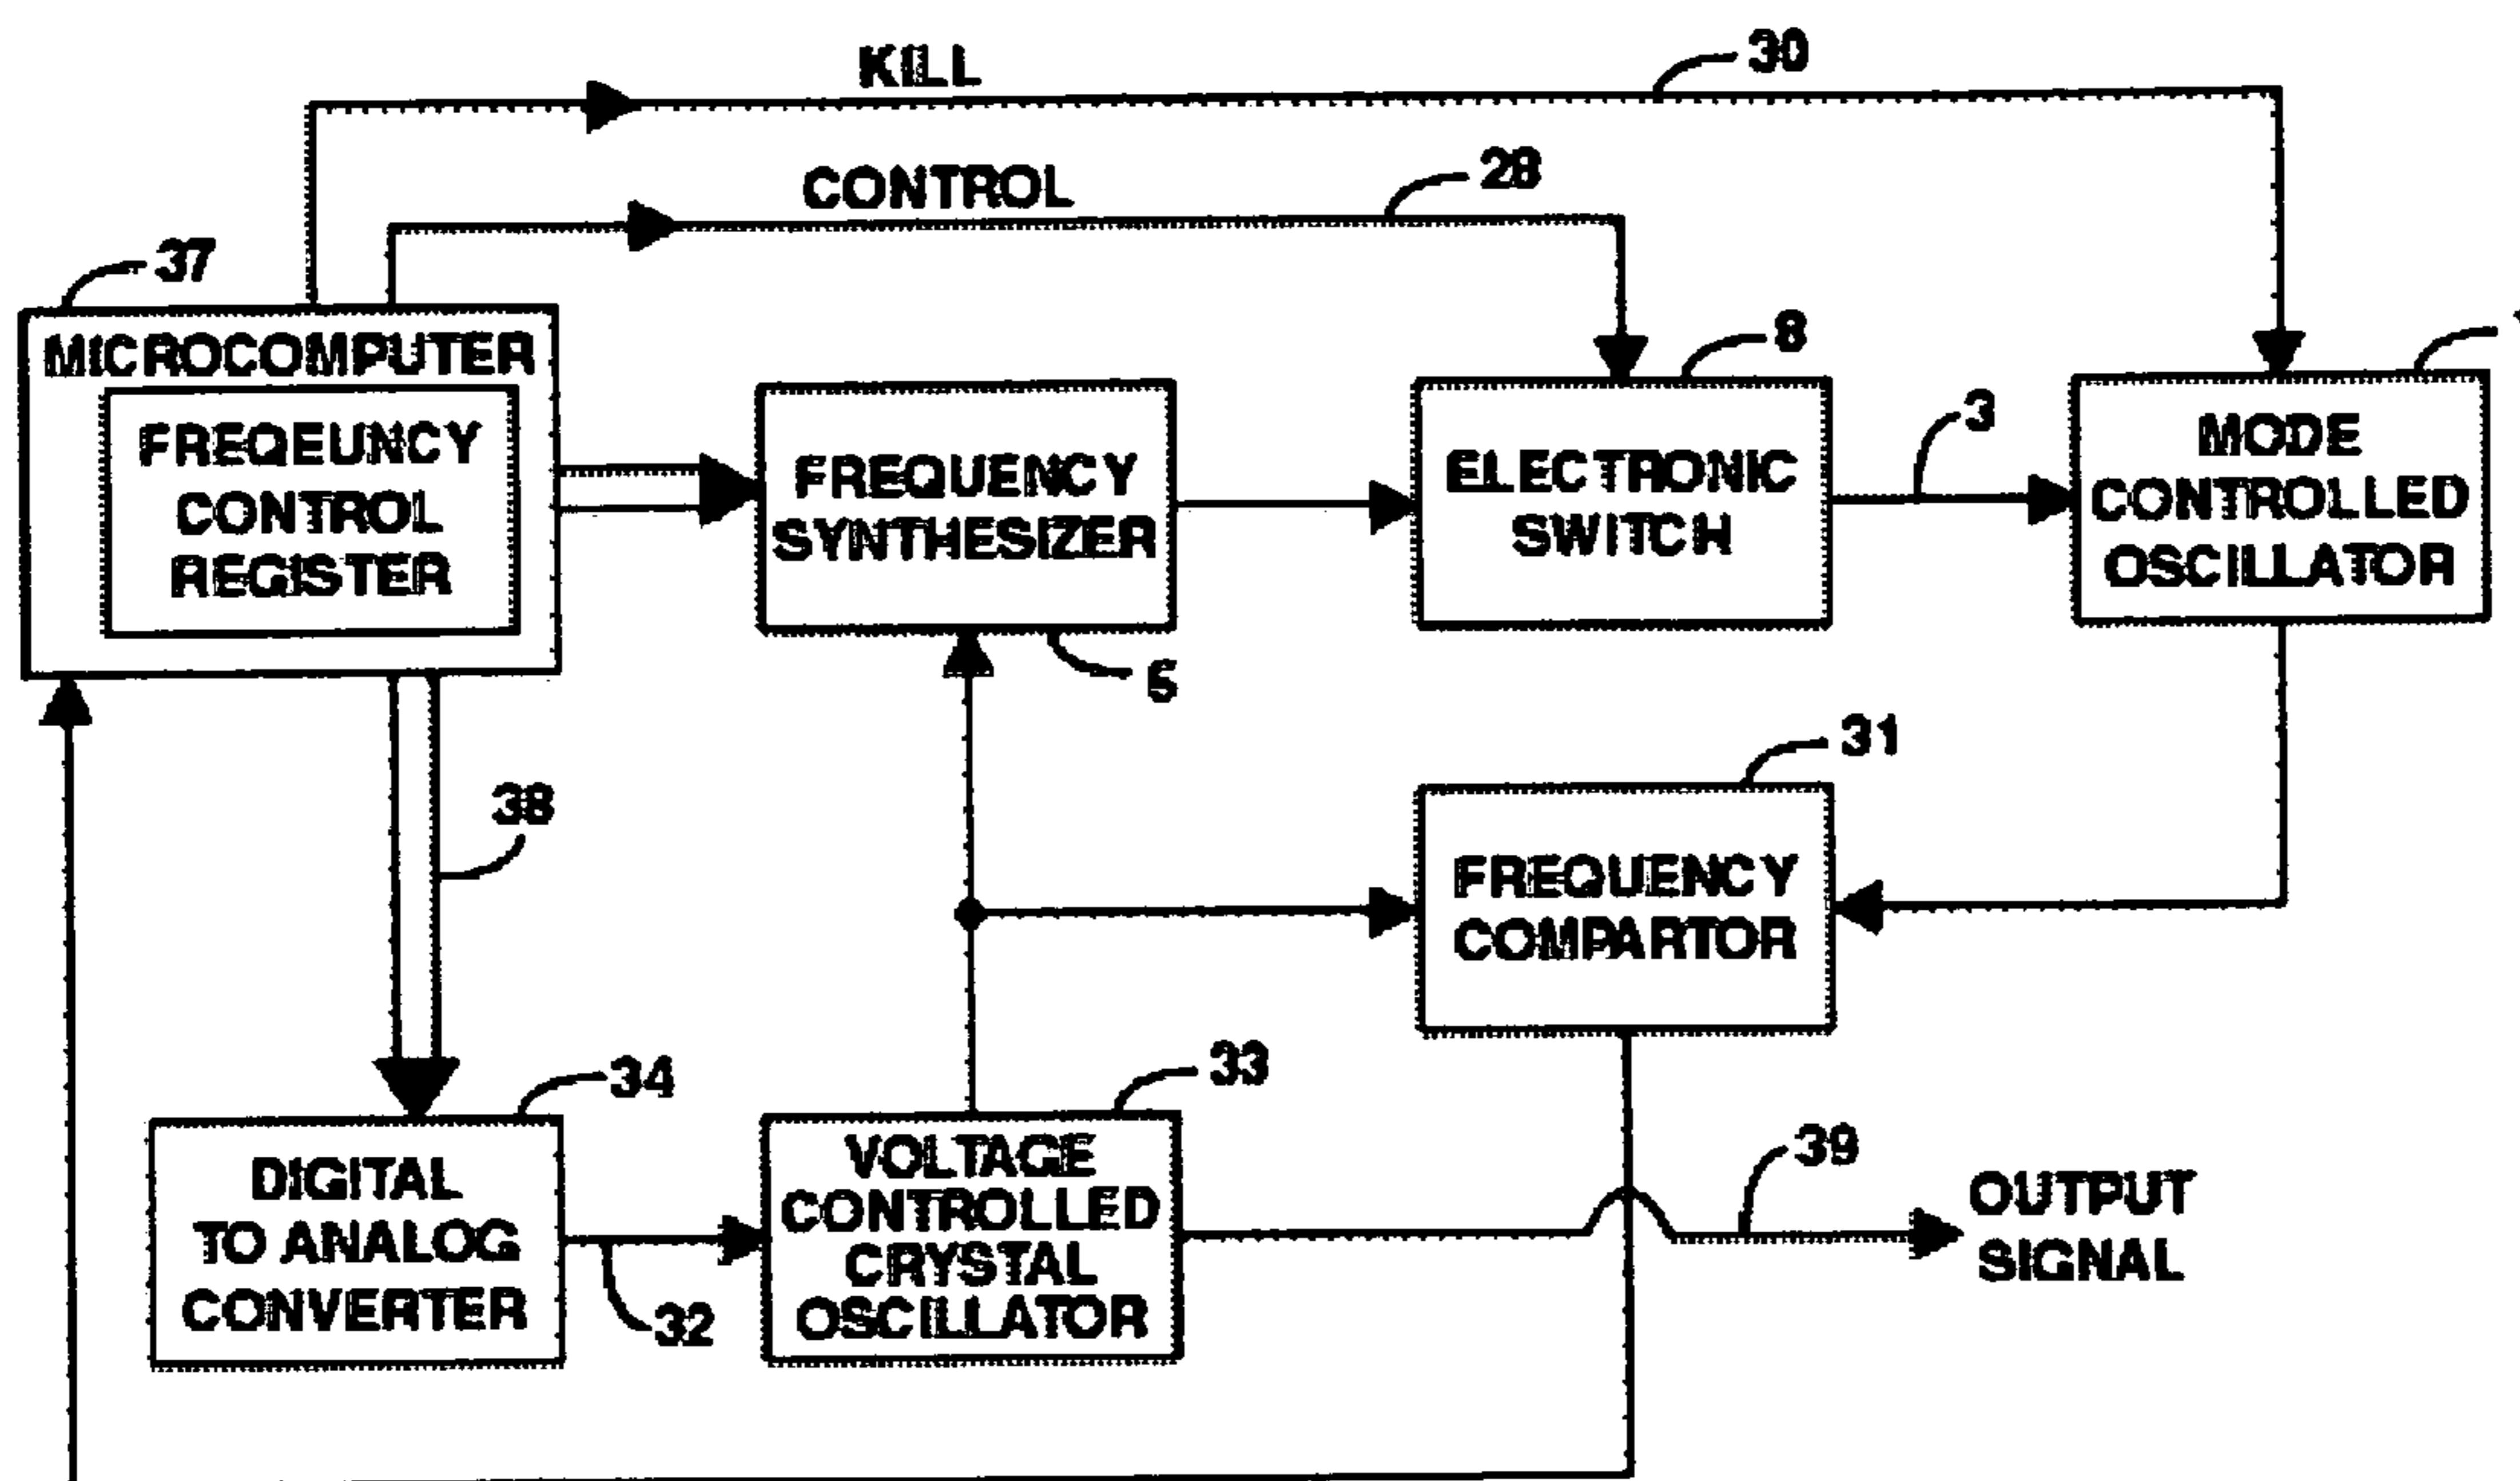 KILL
30
CONTROL
28
37
MICROCOMPUTER
FREQEUNCY
CONTROL
REGISTER
FREQUENCY
SYNTHESIZER
8
ELECTRONIC
SWITCH
3
MODE
CONTROLLED
OSCILLATOR
31
38
FREQUENCY
COMPARTOR
34
33
39
DIGITAL
TO ANALOG
CONVERTER
32
VOLTAGE
CONTROLLED
CRYSTAL
OSCILLATOR
OUTPUT
SIGNAL